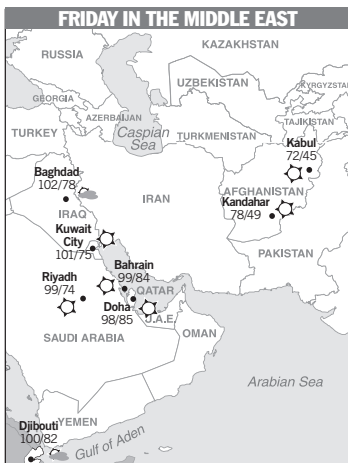 FRIDAY IN THE MIDDLE EAST
KAZAKHSTAN
RUSSIA
UZBEKISTAN
KYRGYZSTAN
GEORGIA
AZERBAIJAN
TAJIKISTAN
TURKEY
Caspian
Sea
TURKMENISTAN
Kabul
72/45
Baghdad
102/78
IRAN
AFGHANISTAN
Kandahar
78/49
IRAQ
Kuwait
City
101/75
PAKISTAN
Bahrain
99/84
Riyadh
99/74
QATAR
Doha
98/85
U.A.E.
OMAN
SAUDI ARABIA
Arabian Sea
YEMEN
Djibouti
100/82
Gulf of Aden